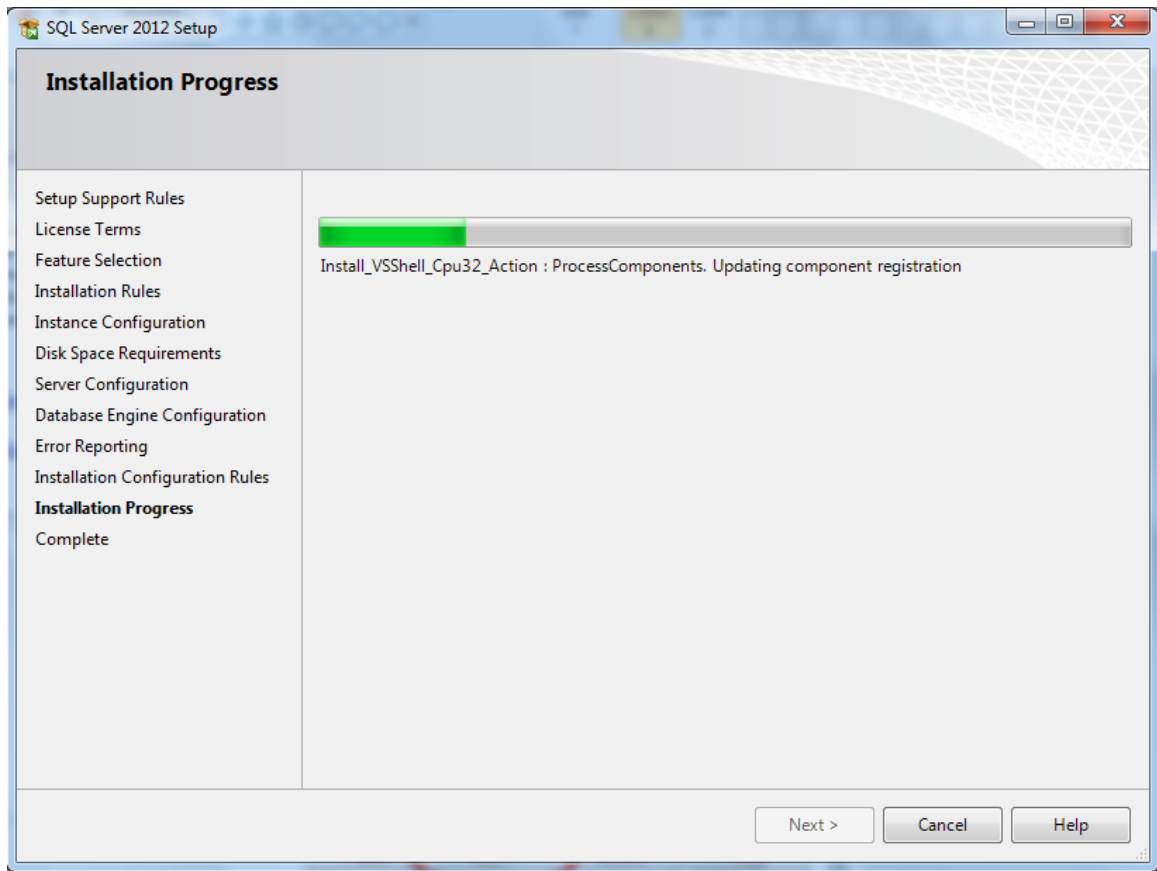 SQL Server 2012 Setup
Installation Progress
Setup Support Rules
License Terms
Feature Selection
Installation Rules
Instance Configuration
Disk Space Requirements
Server Configuration
Database Engine Configuration
Error Reporting
Installation Configuration Rules
Installation Progress
Complete
Install_VSShell_Cpu32_Action : ProcessComponents. Updating component registration
Next >
Cancel
Help